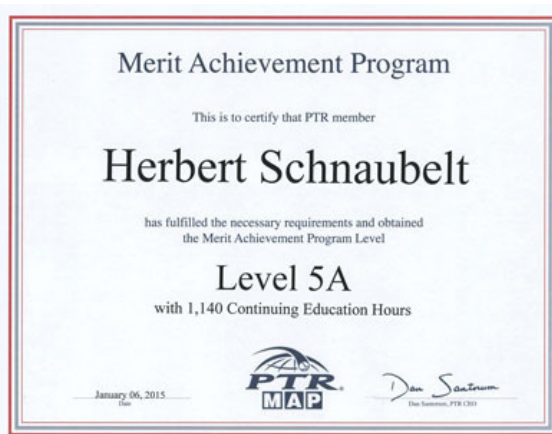 Merit Achievement Program
This is to certify that PTR member
Herbert Schnaubelt
has fulfilled the necessary requirements and obtained
the Merit Achievement Program Level
Level 5A
with 1,140 Continuing Education Hours
PTR
MAP
January 06, 2015
Date
Dan Santorum
Dan Santorum, PTR CEO